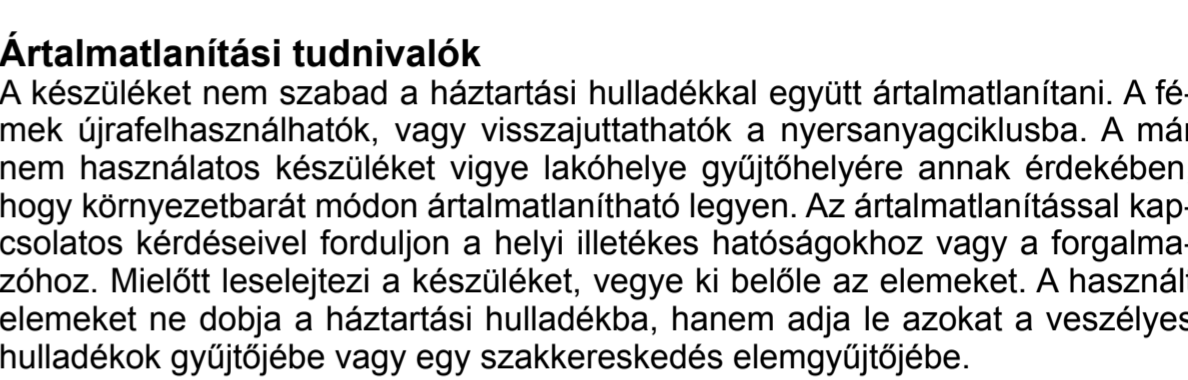 Ártalmatlanítási tudnivalók
A készüléket nem szabad a háztartási hulladékkal együtt ártalmatlanítani. A fé-
mek újrafelhasználhatók, vagy visszajuttathatók a nyersanyagciklusba. A már
nem használatos készüléket vigye lakóhelye gyűjtőhelyére annak érdekében
hogy környezetbarát módon ártalmatlanítható legyen. Az ártalmatlanítással kap-
csolatos kérdéseivel forduljon a helyi illetékes hatóságokhoz vagy a forgalma-
zóhoz. Mielőtt leselejtezi a készüléket, vegye ki belőle az elemeket. A használt
elemeket ne dobja a háztartási hulladékba, hanem adja le azokat a veszélyes
hulladékok gyűjtőjébe vagy egy szakkereskedés elemgyűjtőjébe.